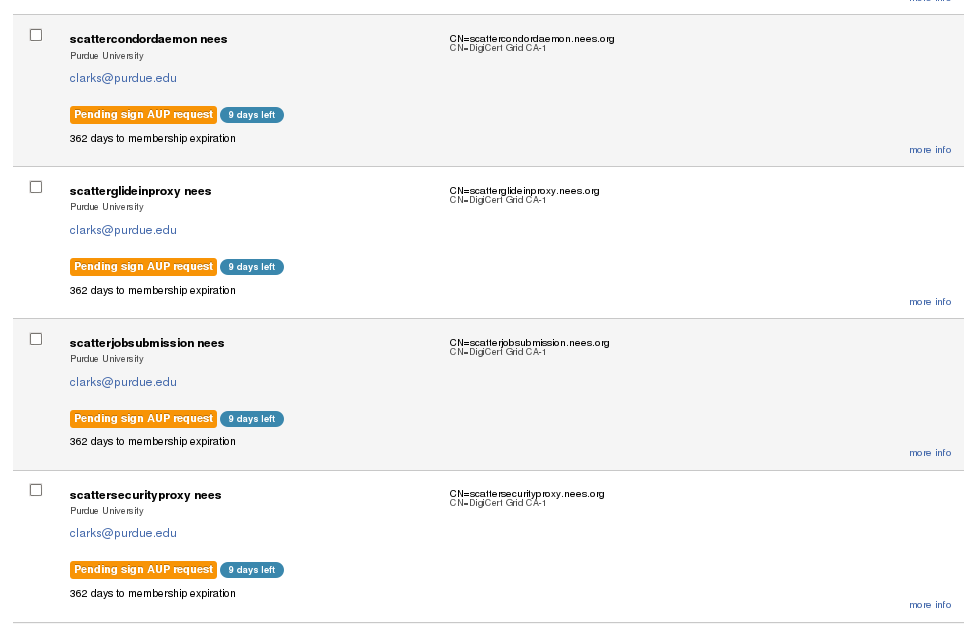 more info
scattercondordaemon nees
CN=scattercondordaemon.nees.org
CN=DigiCert Grid CA-1
Purdue University
clarks@purdue.edu
Pending sign AUP request 9 days left
362 days to membership expiration
more info
scatterglideinproxy nees
CN=scatterglideinproxy.nees.org
CN=DigiCert Grid CA-1
Purdue University
clarks@purdue.edu
Pending sign AUP request 9 days left
362 days to membership expiration
more info
scatterjobsubmission nees
CN=scatterjobsubmission.nees.org
CN=DigiCert Grid CA-1
Purdue University
clarks@purdue.edu
Pending sign AUP request 9 days left
362 days to membership expiration
more info
scattersecurityproxy nees
CN=scattersecurityproxy.nees.org
CN=DigiCert Grid CA-1
Purdue University
clarks@purdue.edu
Pending sign AUP request 9 days left
362 days to membership expiration
more info